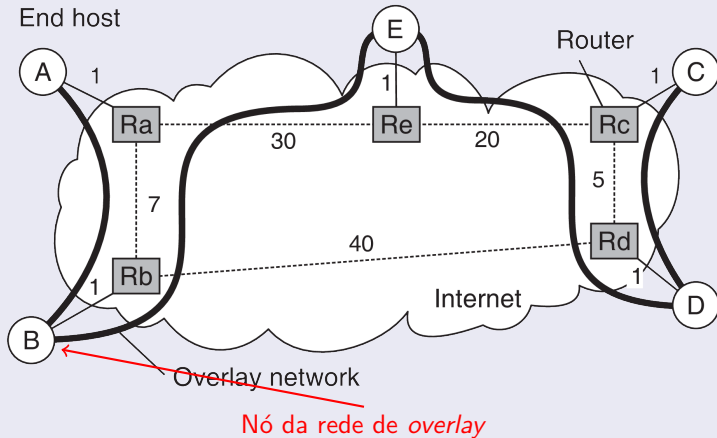 End host
E
Router
A
1
1
1
C
Ra
Re
Rc
30
20
7
5
40
Rd
Rb
1
1
Internet
D
B
Overlay network
Nó da rede de overlay